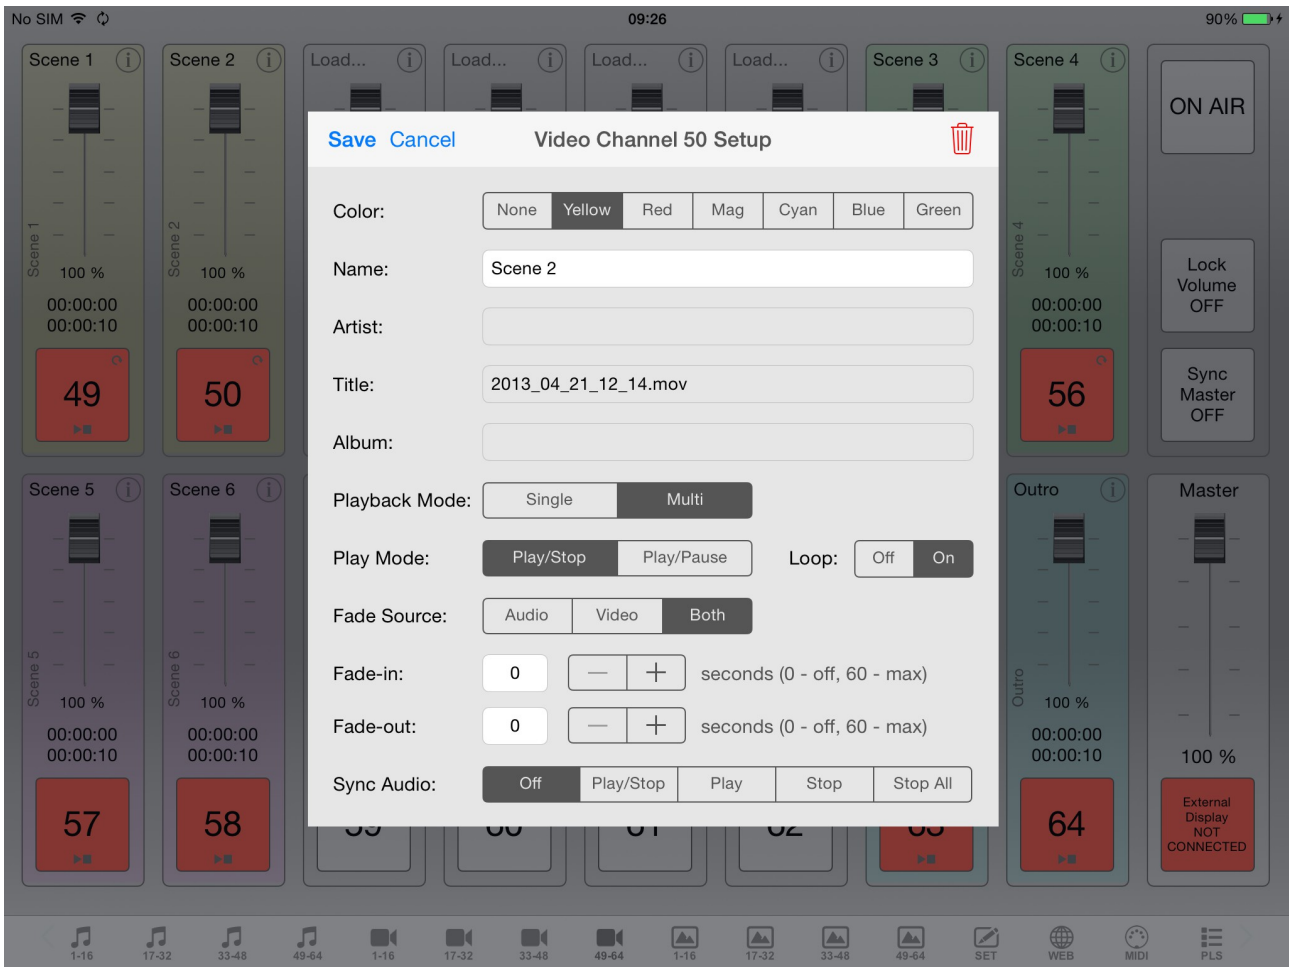 No SIM
09:26
90%
Scene 1
Scene 2
Load...
Load...
Load...
Load...
Scene 3
Scene 4
ON AIR
Save Cancel
Video Channel 50 Setup
Color:
None Yellow Red Mag Cyan Blue Green
Name:
Scene 2
Artist:
Title:
2013_04_21_12_14.mov
Album:
Playback Mode:
Single Multi
Play Mode:
Play/Stop Play/Pause
Loop:
Off On
Fade Source:
Audio Video Both
Fade-in:
0
— +
seconds (0 - off, 60 - max)
Fade-out:
0
— +
seconds (0 - off, 60 - max)
Sync Audio:
Off Play/Stop Play Stop Stop All
Scene 1
100 %
00:00:00
00:00:10
49
Scene 2
100 %
00:00:00
00:00:10
50
Scene 4
100 %
00:00:00
00:00:10
56
Lock
Volume
OFF
Sync
Master
OFF
Scene 5
Scene 5
100 %
00:00:00
00:00:10
57
Scene 6
Scene 6
100 %
00:00:00
00:00:10
58
59
60
61
62
63
Outro
Outro
100 %
00:00:00
00:00:10
64
Master
100 %
External
Display
NOT
CONNECTED
1-16
17-32
33-48
49-64
1-16
17-32
33-48
49-64
1-16
17-32
33-48
49-64
SET
WEB
MIDI
PLS